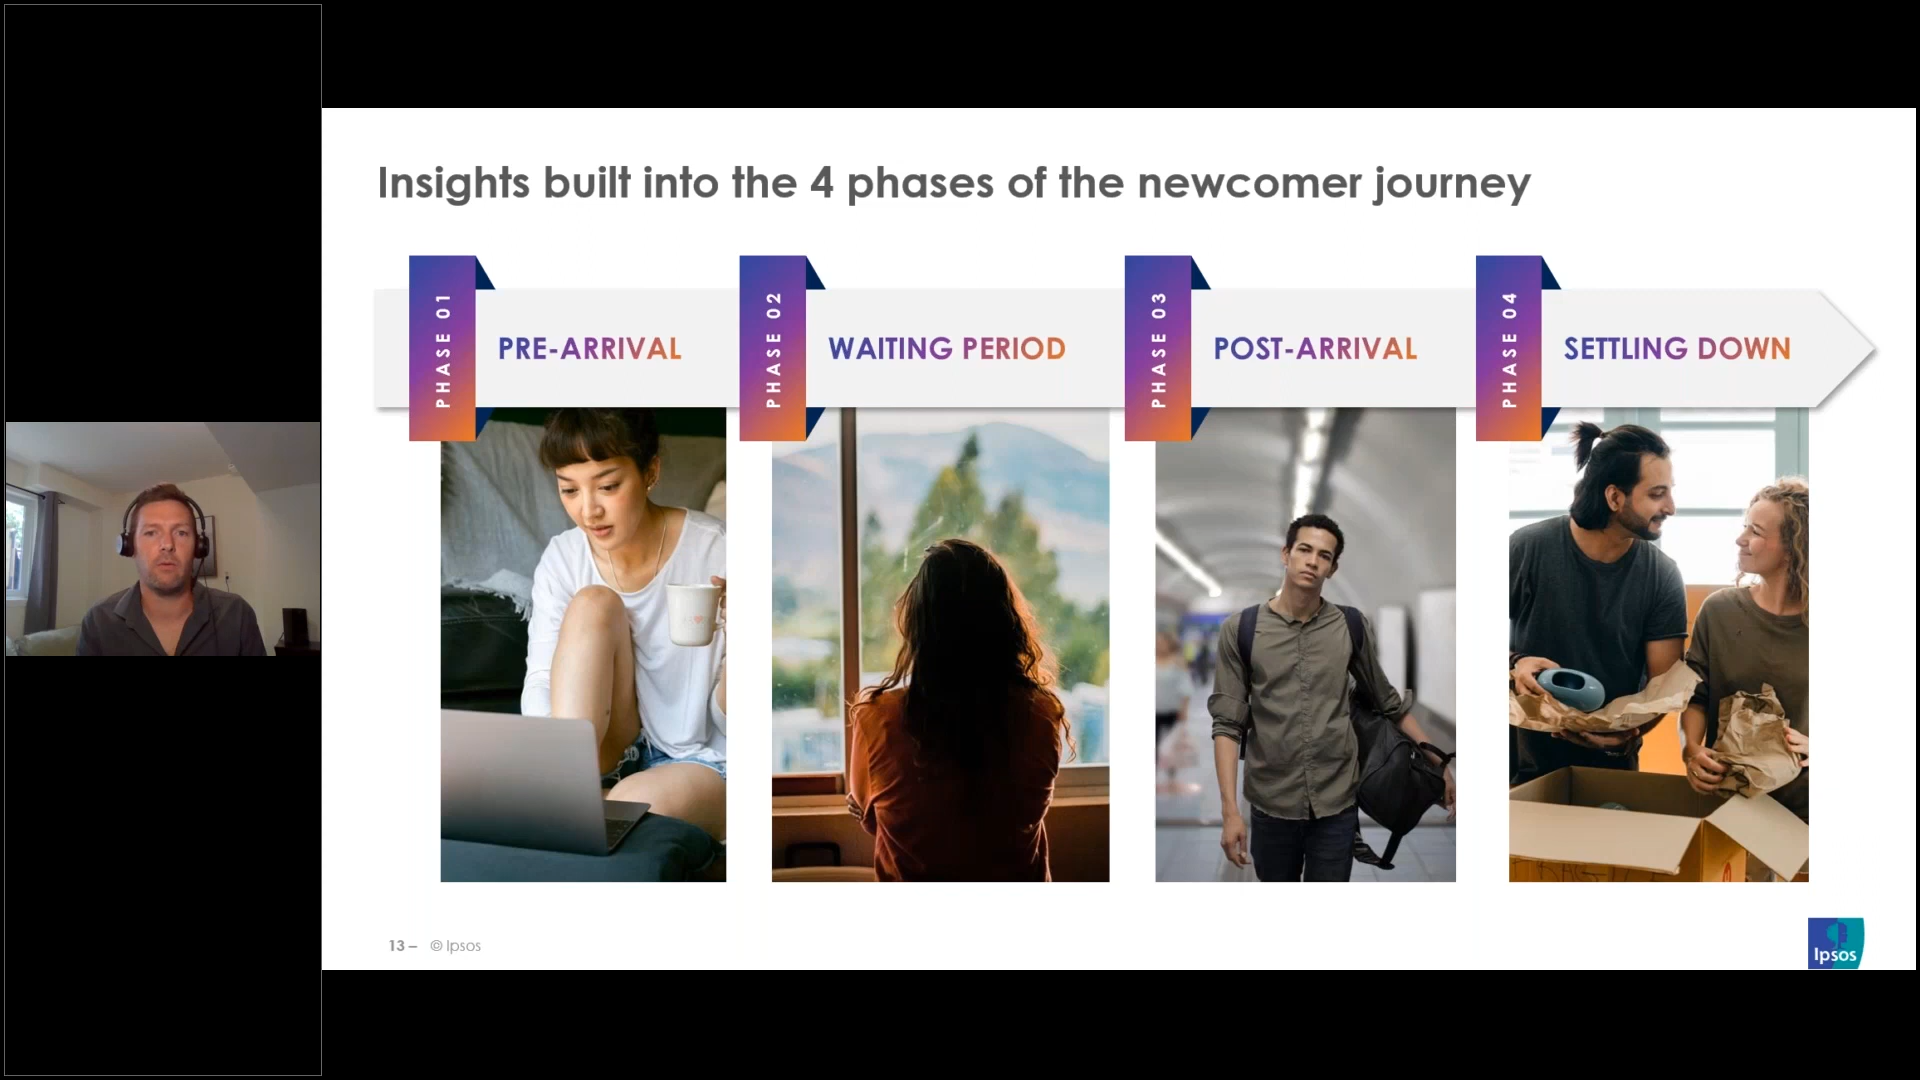 Insights built into the 4 phases of the newcomer journey
PHASE 01
PRE-ARRIVAL
PHASE 02
WAITING PERIOD
PHASE 03
POST-ARRIVAL
PHASE 04
SETTLING DOWN
13 – © Ipsos
Ipsos